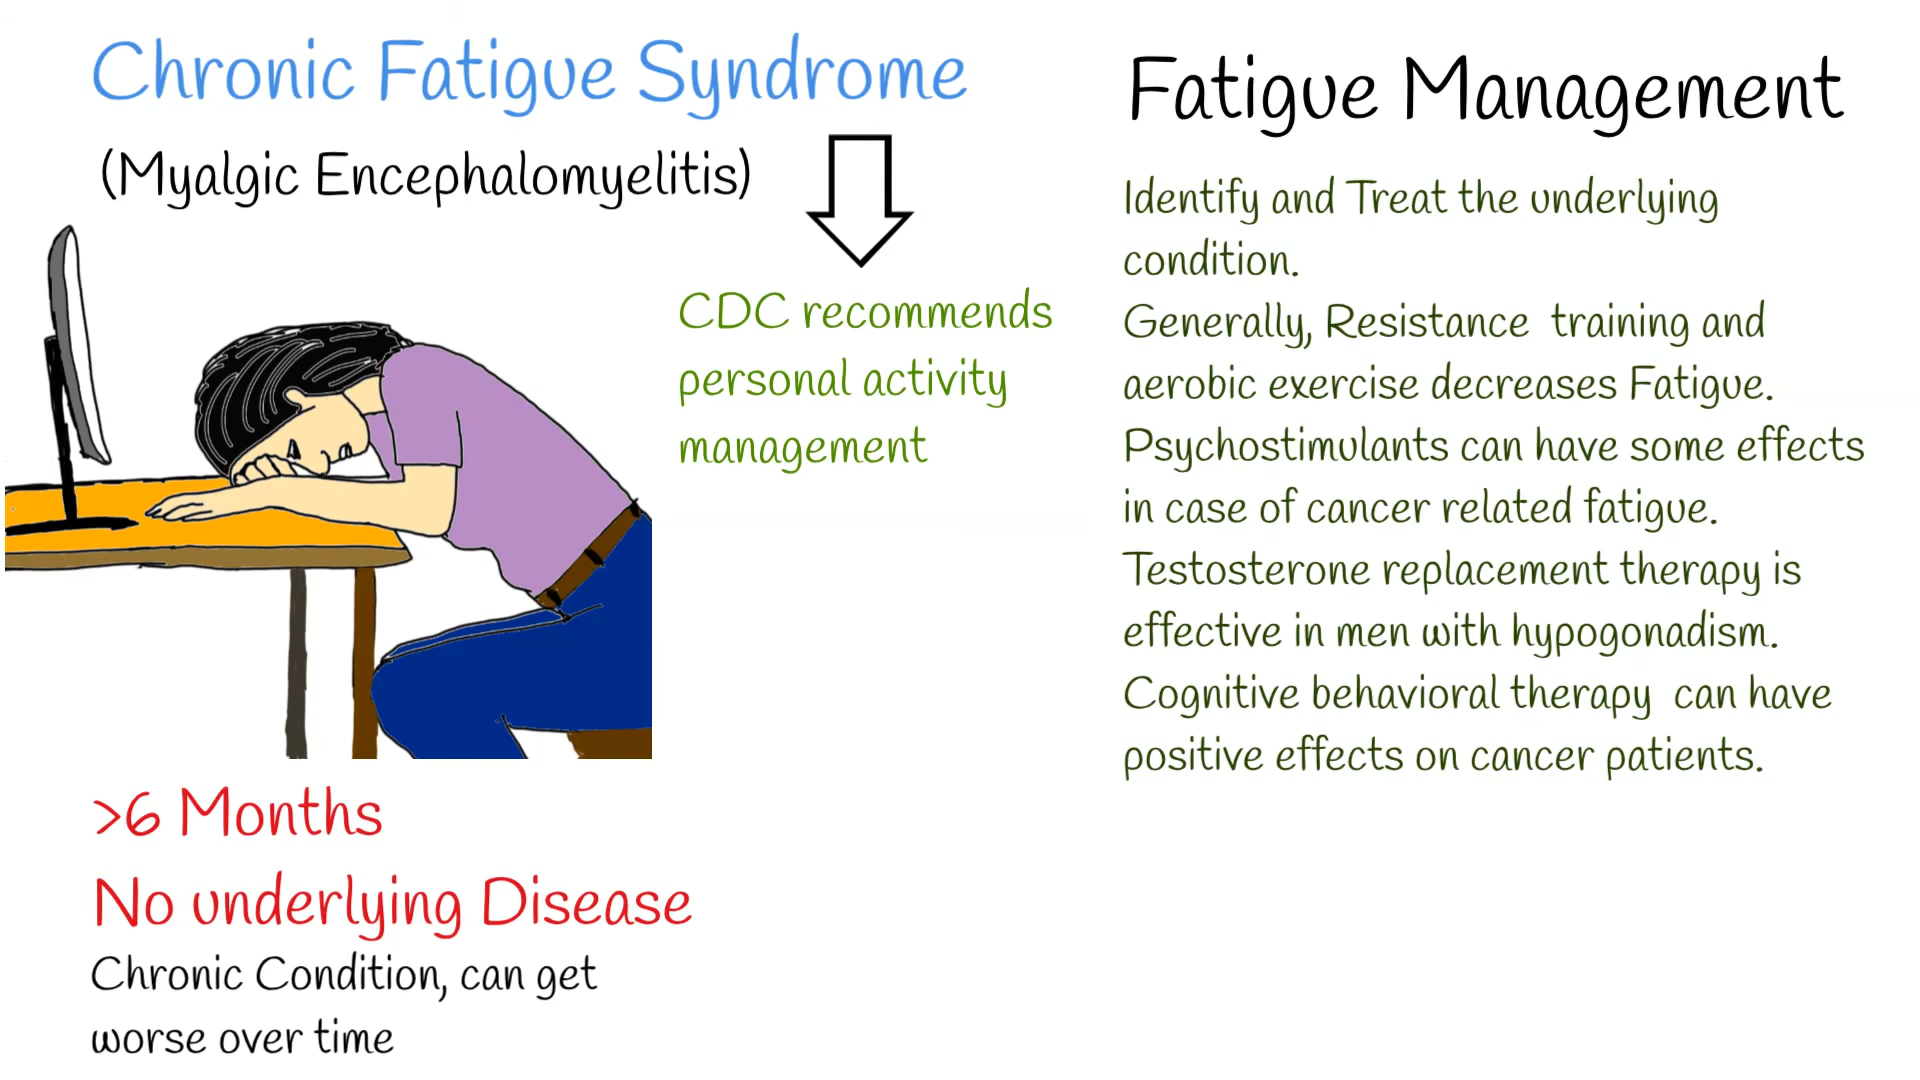 Chronic Fatigue Syndrome
(Myalgic Encephalomyelitis)
CDC recommends
personal activity
management
>6 Months
No underlying Disease
Chronic Condition, can get
worse over time
Fatigue Management
Identify and Treat the underlying
condition.
Generally, Resistance training and
aerobic exercise decreases Fatigue.
Psychostimulants can have some effects
in case of cancer related fatigue.
Testosterone replacement therapy is
effective in men with hypogonadism.
Cognitive behavioral therapy can have
positive effects on cancer patients.